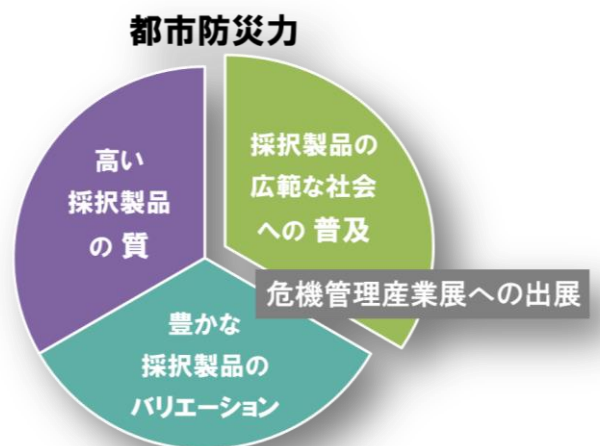 都市防災力
高い
採択製品
の 質
採択製品の
広範な社会
への 普及
危機管理産業展への出展
豊かな
採択製品の
バリエーション